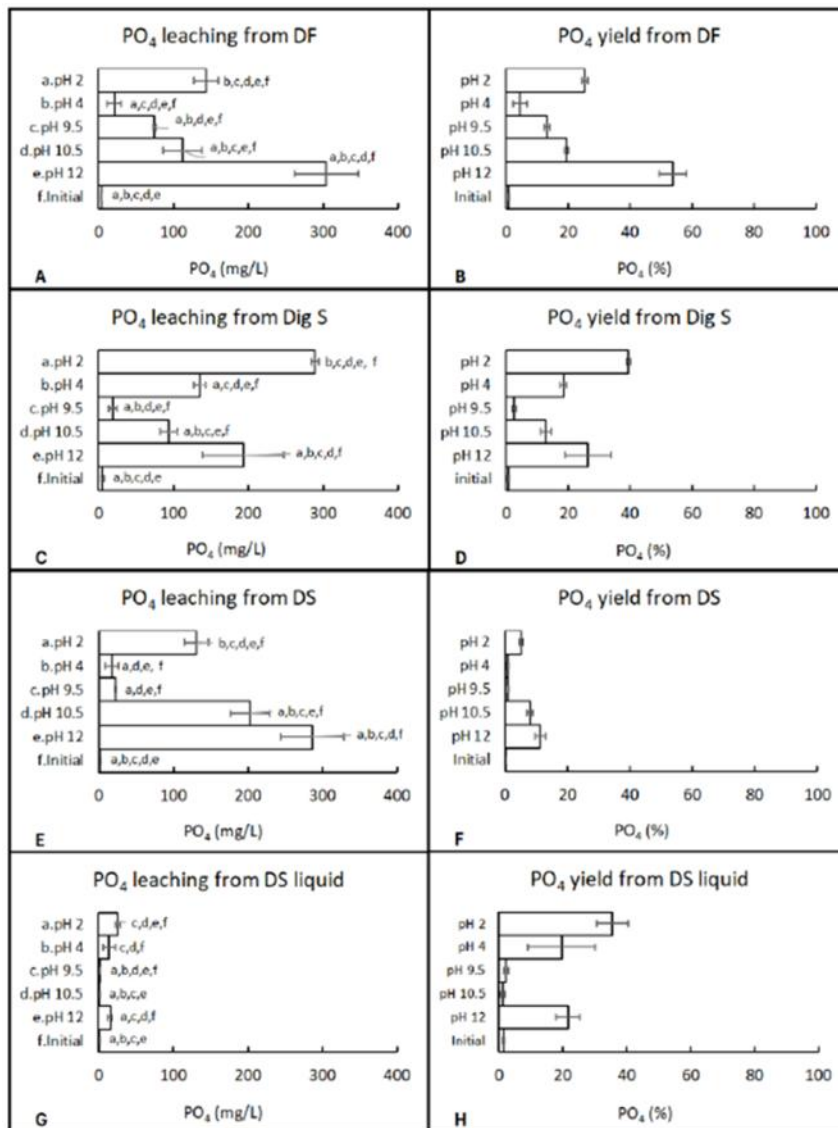 PO4 leaching from DF
a.pH 2 b,c,d,e,f
b.pH 4 a,c,d,e,f
c.pH 9.5 a,b,d,e,f
d.pH 10.5 a,b,c,e,f
e.pH 12 a,b,c,d,f
f.Initial a,b,c,d,e
0 100 200 300 400
A PO4 (mg/L)
PO4 yield from DF
pH 2
pH 4
pH 9.5
pH 10.5
pH 12
Initial
0 20 40 60 80 100
B PO4 (%)
PO4 leaching from Dig S
a.pH 2 b,c,d,e, f
b.pH 4 a,c,d,e,f
c.pH 9.5 a,b,d,e,f
d.pH 10.5 a,b,c,e,f
e.pH 12 a,b,c,d,f
f.Initial a,b,c,d,e
0 100 200 300 400
C PO4 (mg/L)
PO4 yield from Dig S
pH 2
pH 4
pH 9.5
pH 10.5
pH 12
initial
0 20 40 60 80 100
D PO4 (%)
PO4 leaching from DS
a.pH 2 b,c,d,e,f
b.pH 4 a,d,e, f
c.pH 9.5 a,d,e,f
d.pH 10.5 a,b,c,e,f
e.pH 12 a,b,c,d,f
f.Initial a,b,c,d,e
0 100 200 300 400
E PO4 (mg/L)
PO4 yield from DS
pH 2
pH 4
pH 9.5
pH 10.5
pH 12
Initial
0 20 40 60 80 100
F PO4 (%)
PO4 leaching from DS liquid
a.pH 2 c,d,e,f
b.pH 4 c,d,f
c.pH 9.5 a,b,d,e,f
d.pH 10.5 a,b,c,e
e.pH 12 a,c,d,f
f.Initial a,b,c,e
0 100 200 300 400
G PO4 (mg/L)
PO4 yield from DS liquid
pH 2
pH 4
pH 9.5
pH 10.5
pH 12
Initial
0 20 40 60 80 100
H PO4 (%)